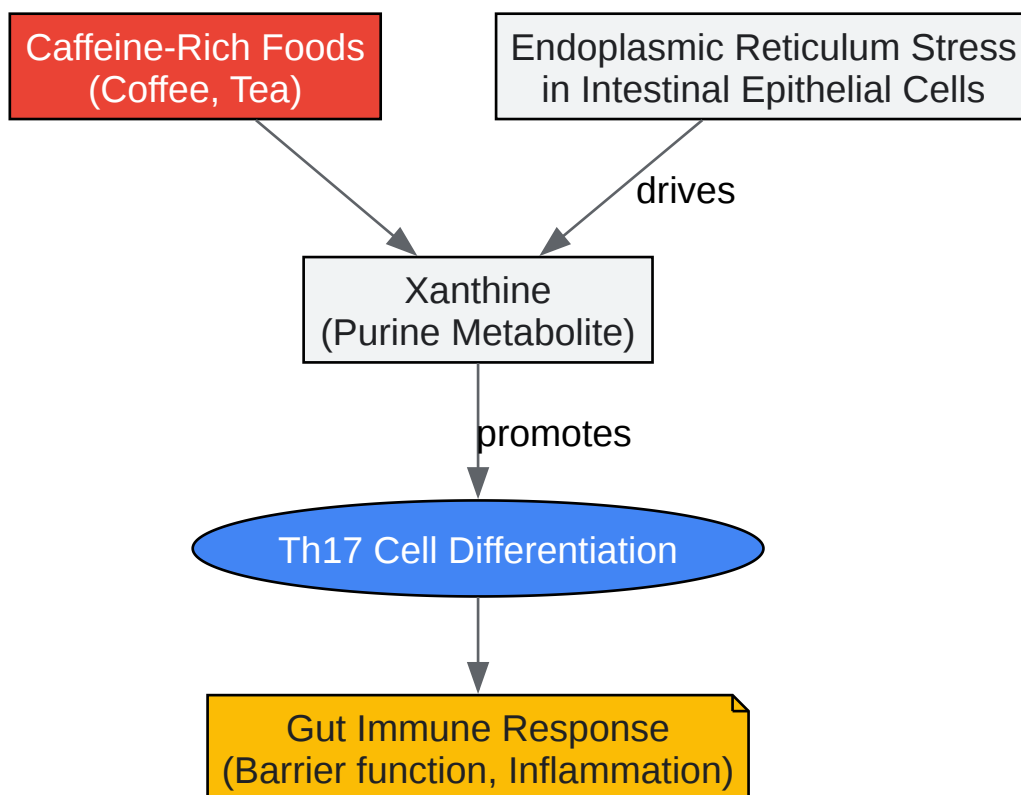 Caffeine-Rich Foods
(Coffee, Tea)
Endoplasmic Reticulum Stress
in Intestinal Epithelial Cells
drives
Xanthine
(Purine Metabolite)
promotes
Th17 Cell Differentiation
Gut Immune Response
(Barrier function, Inflammation)